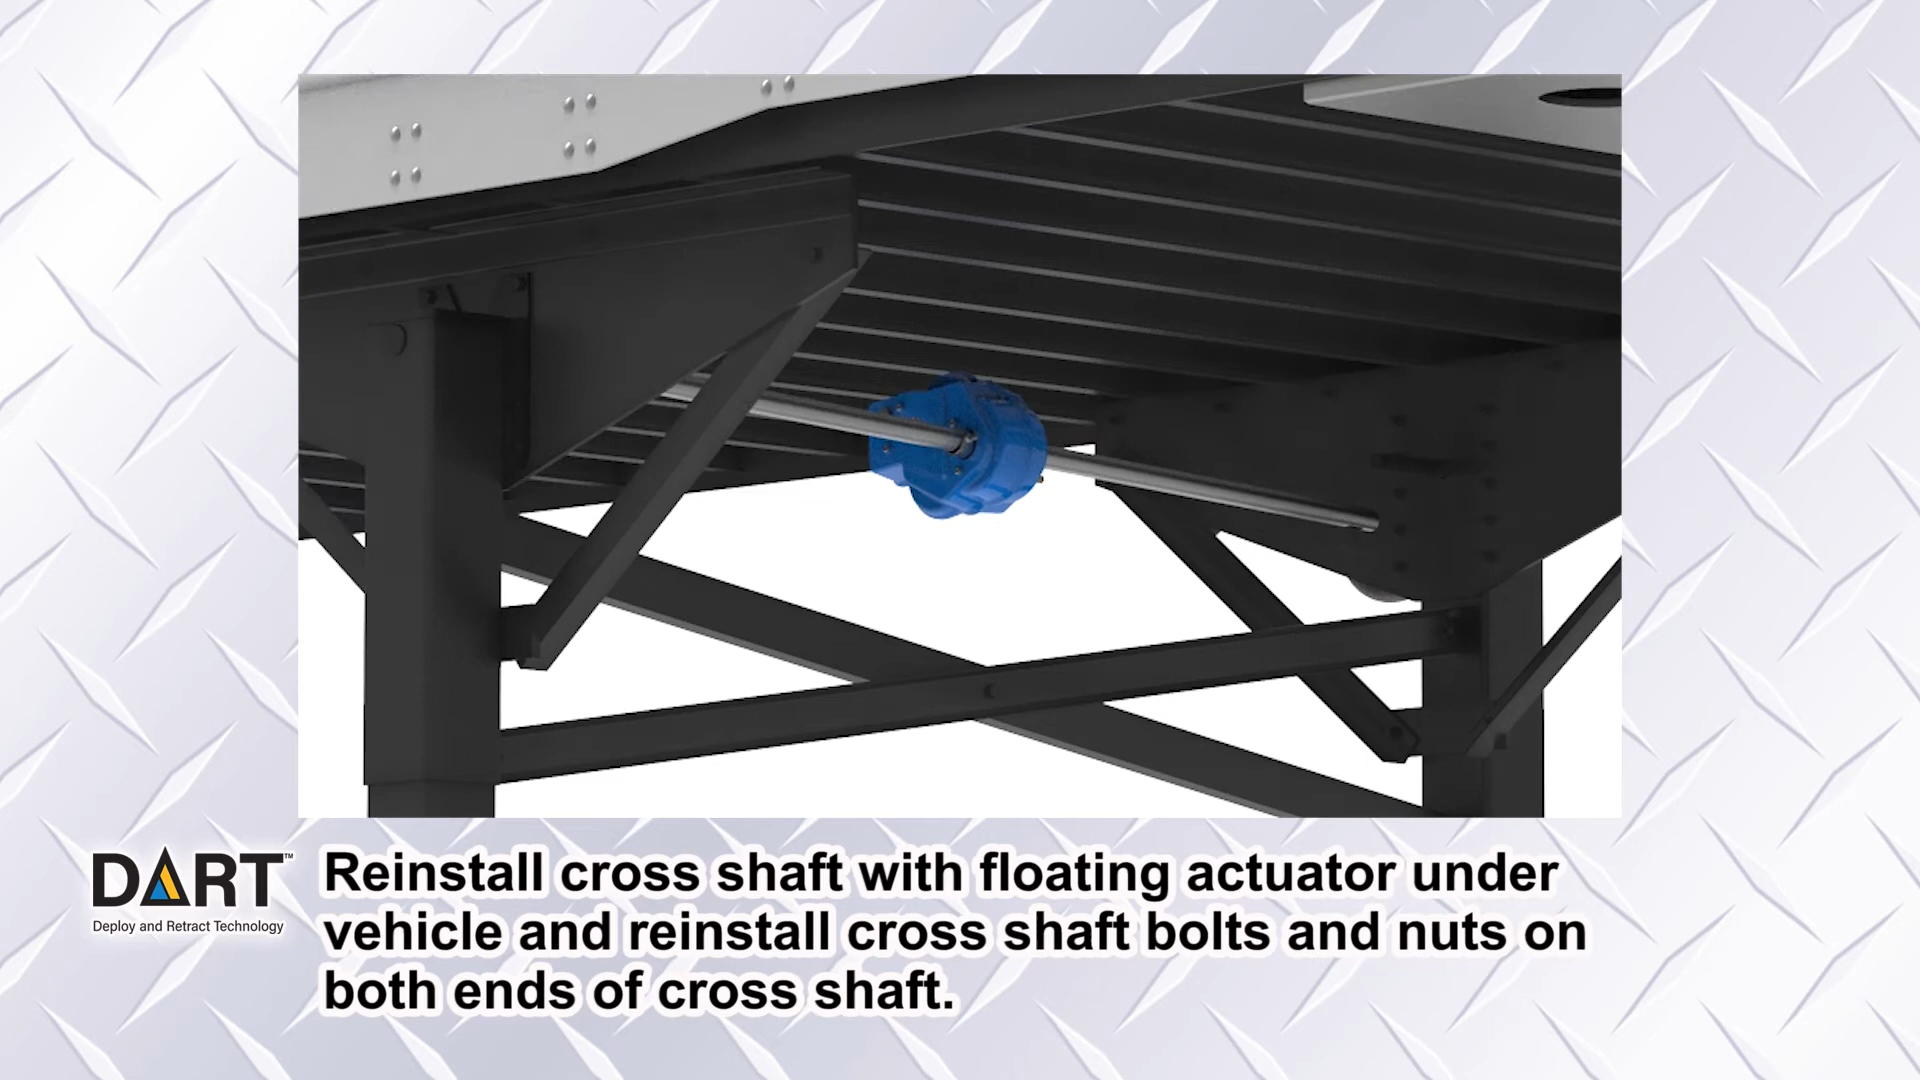 DART™
Deploy and Retract Technology
Reinstall cross shaft with floating actuator under
vehicle and reinstall cross shaft bolts and nuts on
both ends of cross shaft.